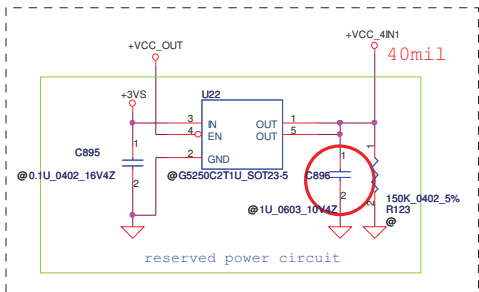 +VCC_4IN1
+VCC_OUT
40mil
+3VS
U22
3
IN
OUT
1
4
EN
OUT
5
2
GND
C895
1
2
@0.1U_0402_16V4Z
@G5250C2T1U_SOT23-5
C896
1
2
@1U_0603_10V4Z
1
2
150K_0402_5%
R123
@
reserved power circuit